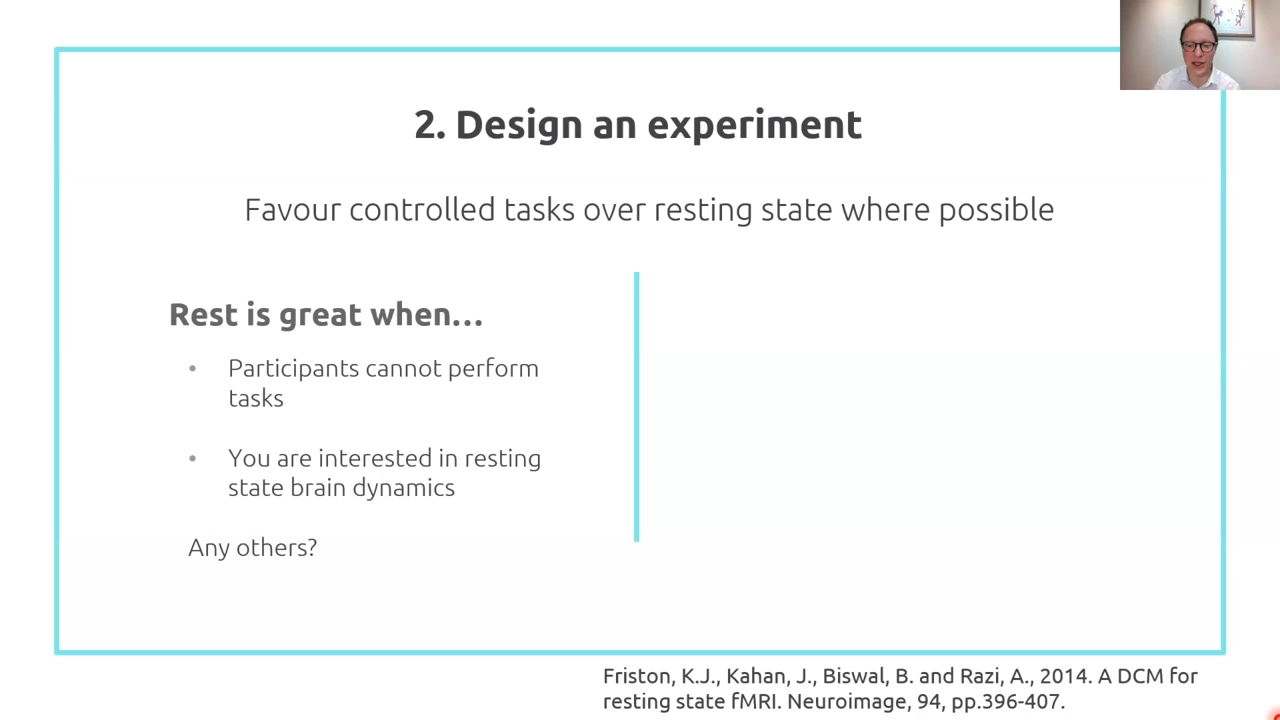 2. Design an experiment
Favour controlled tasks over resting state where possible
Rest is great when...
• Participants cannot perform
tasks
• You are interested in resting
state brain dynamics
Any others?
Friston, K.J., Kahan, J., Biswal, B. and Razi, A., 2014. A DCM for
resting state fMRI. Neuroimage, 94, pp.396-407.